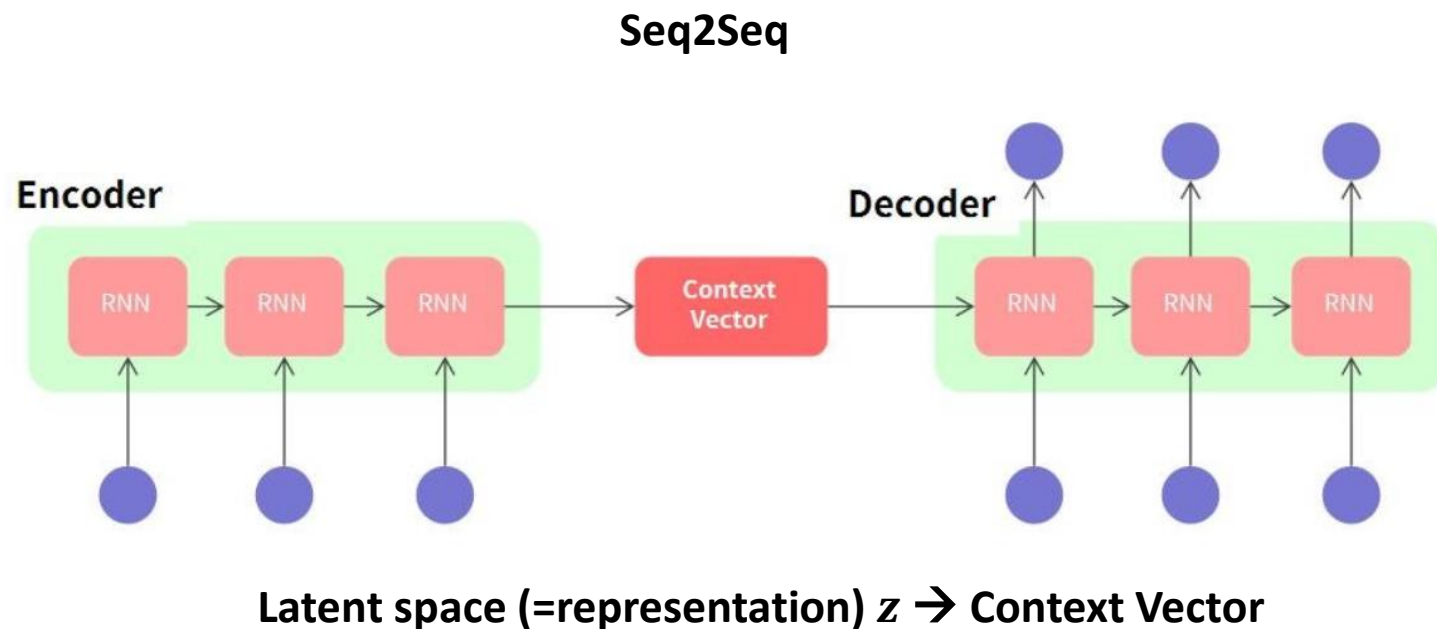 Seq2Seq
Encoder
Decoder
RNN
RNN
RNN
Context
Vector
RNN
RNN
RNN
Latent space (=representation) z → Context Vector